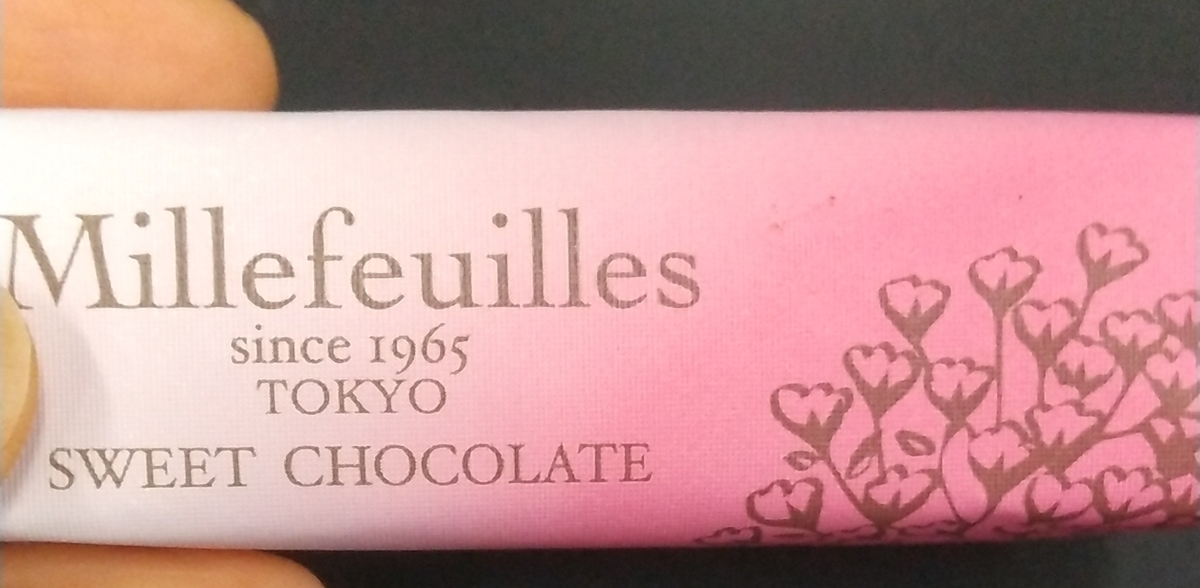 Millefeuilles
since 1965
TOKYO
SWEET CHOCOLATE